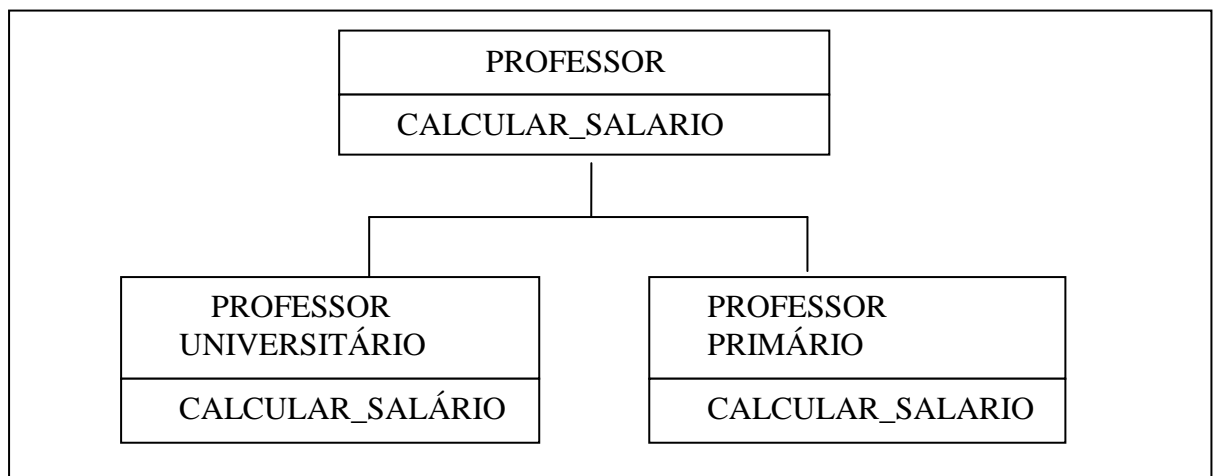 PROFESSOR
CALCULAR_SALARIO
PROFESSOR
UNIVERSITÁRIO
CALCULAR_SALÁRIO
PROFESSOR
PRIMÁRIO
CALCULAR_SALARIO